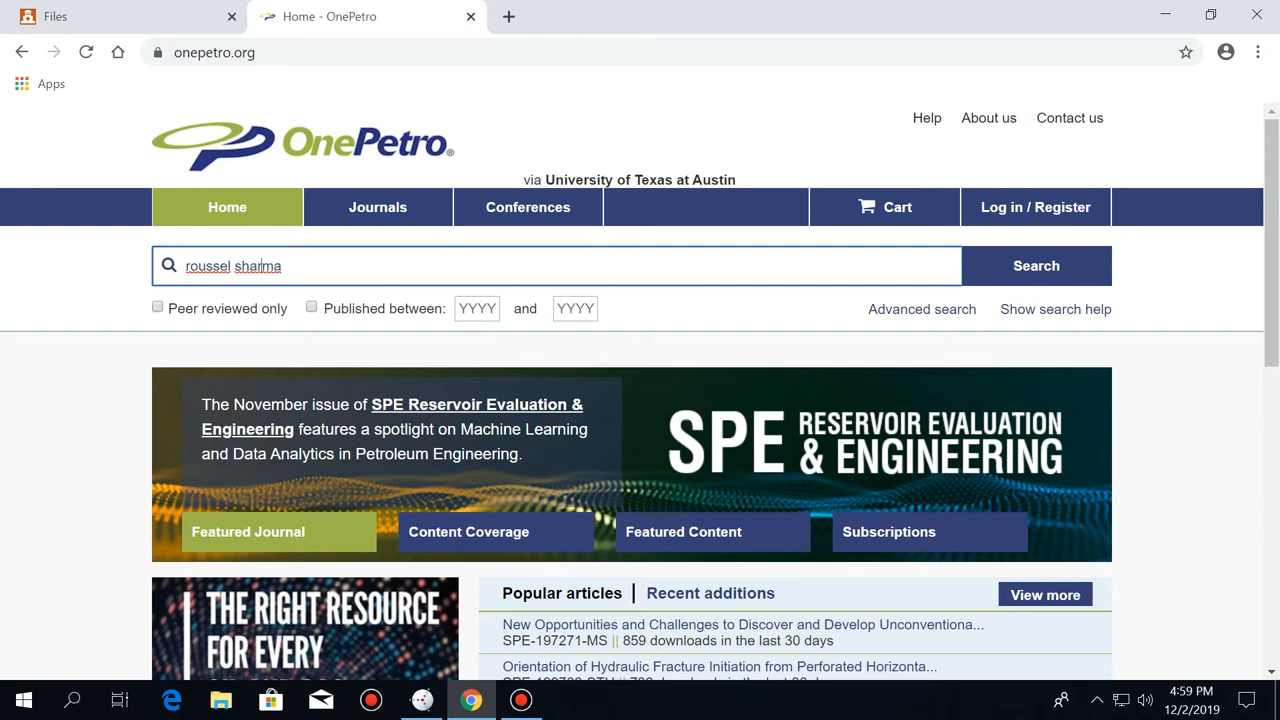 Files
Home - OnePetro
onepetro.org
Apps
Help About us Contact us
OnePetro®
via University of Texas at Austin
Home Journals Conferences Cart Log in / Register
roussel sharma Search
Peer reviewed only Published between: YYYY and YYYY Advanced search Show search help
The November issue of SPE Reservoir Evaluation &
Engineering features a spotlight on Machine Learning
and Data Analytics in Petroleum Engineering.
SPE RESERVOIR EVALUATION
& ENGINEERING
Featured Journal Content Coverage Featured Content Subscriptions
THE RIGHT RESOURCE
FOR EVERY
Popular articles | Recent additions View more
New Opportunities and Challenges to Discover and Develop Unconventiona...
SPE-197271-MS || 859 downloads in the last 30 days
Orientation of Hydraulic Fracture Initiation from Perforated Horizonta...
4:59 PM
12/2/2019